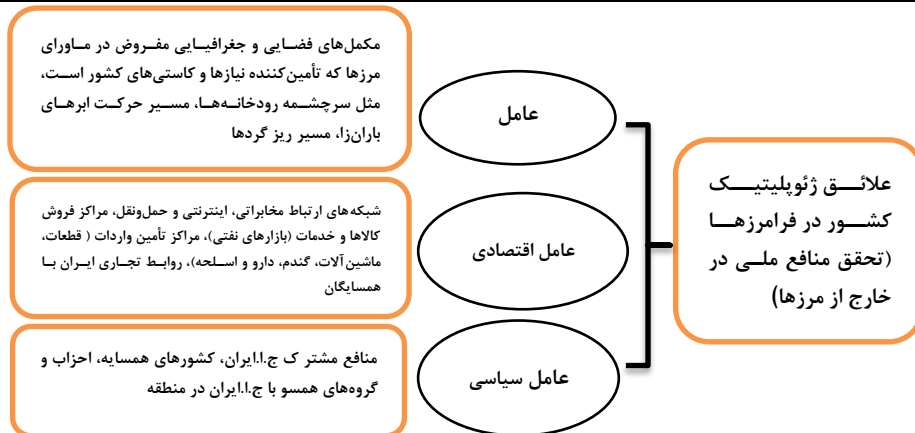 علائق ژئوپلیتیک
کشور در فرامرزها
(تحقق منافع ملی در
خارج از مرزها)
عامل
مکمل‌های فضایی و جغرافیایی مفروض در ماورای
مرزها که تأمین‌کننده نیازها و کاستی‌های کشور است،
مثل سرچشمه رودخانه‌ها، مسیر حرکت ابرهای
باران‌زا، مسیر ریز گردها
عامل اقتصادی
شبکه‌های ارتباط مخابراتی، اینترنتی و حمل‌ونقل، مراکز فروش
کالاها و خدمات (بازارهای نفتی)، مراکز تأمین واردات ( قطعات،
ماشین‌آلات، گندم، دارو و اسلحه)، روابط تجاری ایران با
همسایگان
عامل سیاسی
منافع مشتر ک ج.ا.ایران، کشورهای همسایه، احزاب و
گروه‌های همسو با ج.ا.ایران در منطقه